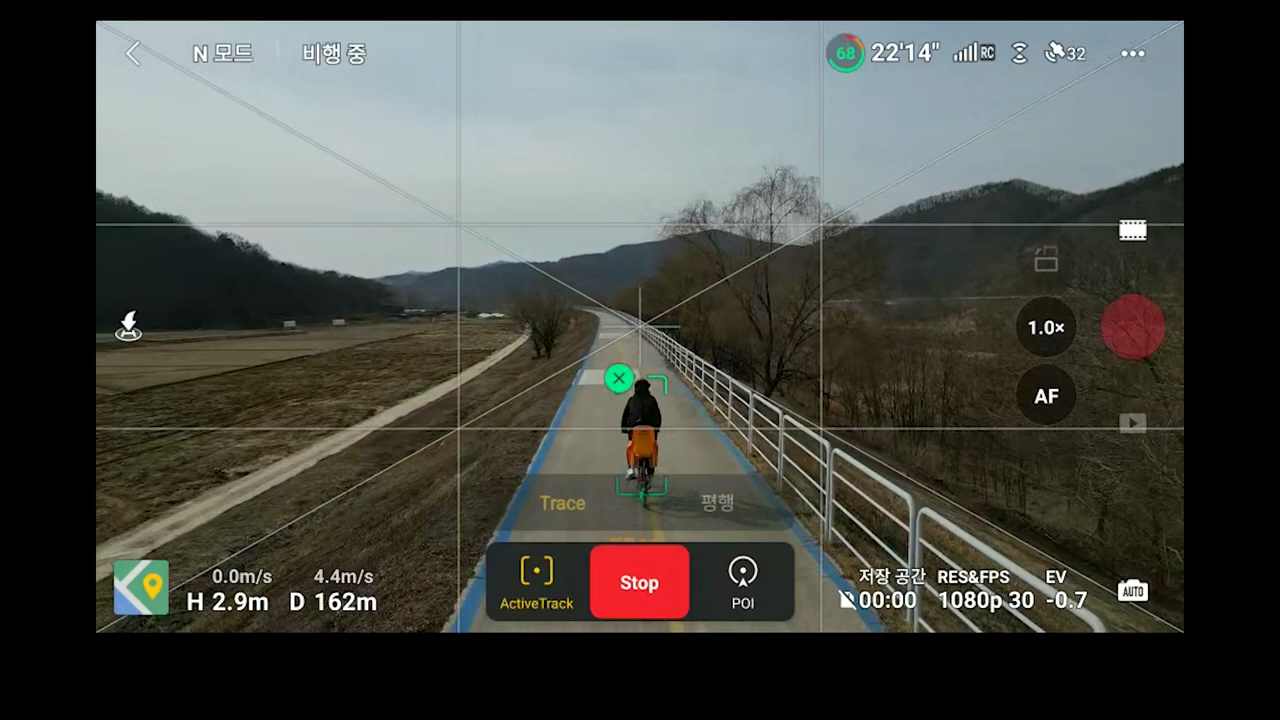 N 모드 비행 중 68 22'14" RC 32
1.0×
AF
Trace 평행
0.0m/s 4.4m/s
H 2.9m D 162m
ActiveTrack Stop POI
저장 공간 RES&FPS EV
00:00 1080p 30 -0.7
AUTO